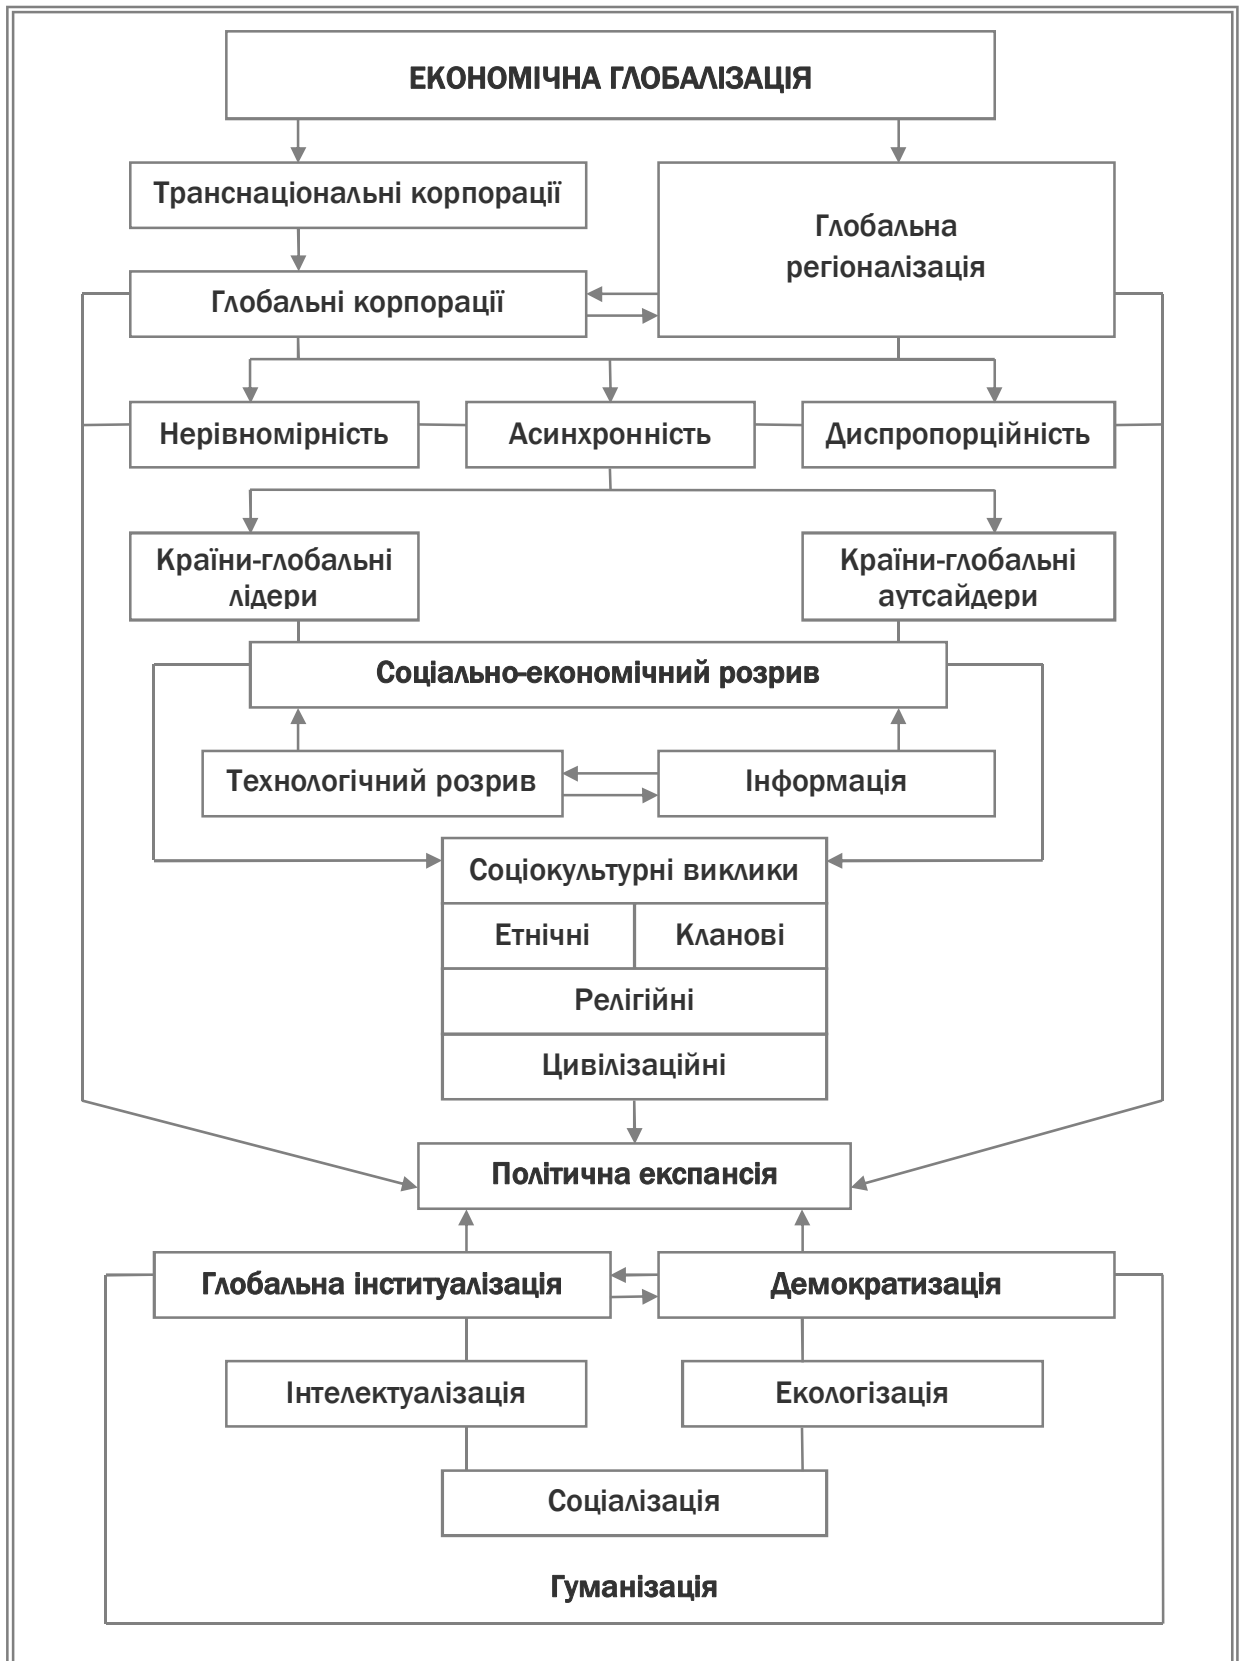 ЕКОНОМІЧНА ГЛОБАЛІЗАЦІЯ
Транснаціональні корпорації
Глобальна
регіоналізація
Глобальні корпорації
Нерівномірність
Асинхронність
Диспропорційність
Країни-глобальні
лідери
Країни-глобальні
аутсайдери
Соціально-економічний розрив
Технологічний розрив
Інформація
Соціокультурні виклики
Етнічні
Кланові
Релігійні
Цивілізаційні
Політична експансія
Глобальна інституалізація
Демократизація
Інтелектуалізація
Екологізація
Соціалізація
Гуманізація